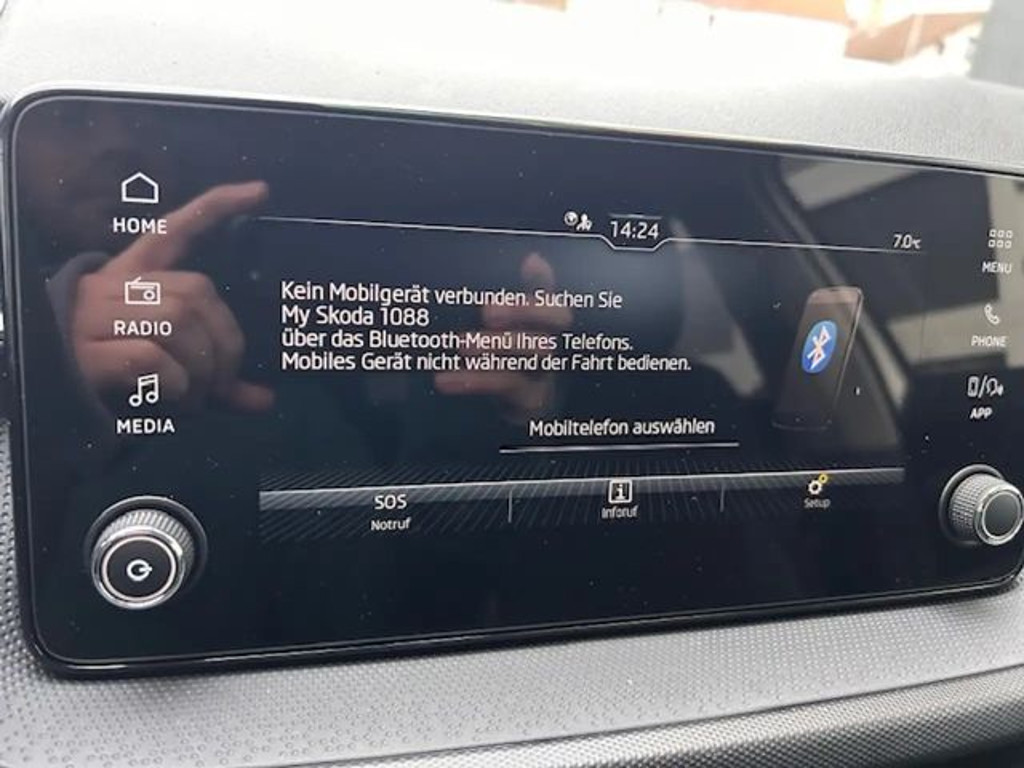 HOME
14:24
7.0°C
MENU
Kein Mobilgerät verbunden. Suchen Sie
My Skoda 1088
über das Bluetooth-Menü Ihres Telefons.
Mobiles Gerät nicht während der Fahrt bedienen.
RADIO
PHONE
MEDIA
APP
Mobiltelefon auswählen
SOS
Notruf
i
Inforuf
Setup